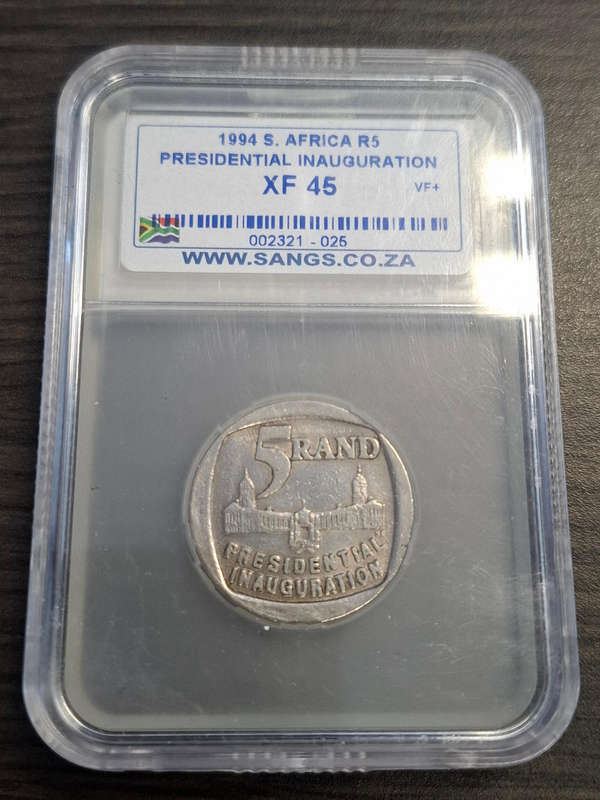 1994 S. AFRICA R5
PRESIDENTIAL INAUGURATION
XF 45 VF+
002321 - 025
WWW.SANGS.CO.ZA
5 RAND
PRESIDENTIAL
INAUGURATION